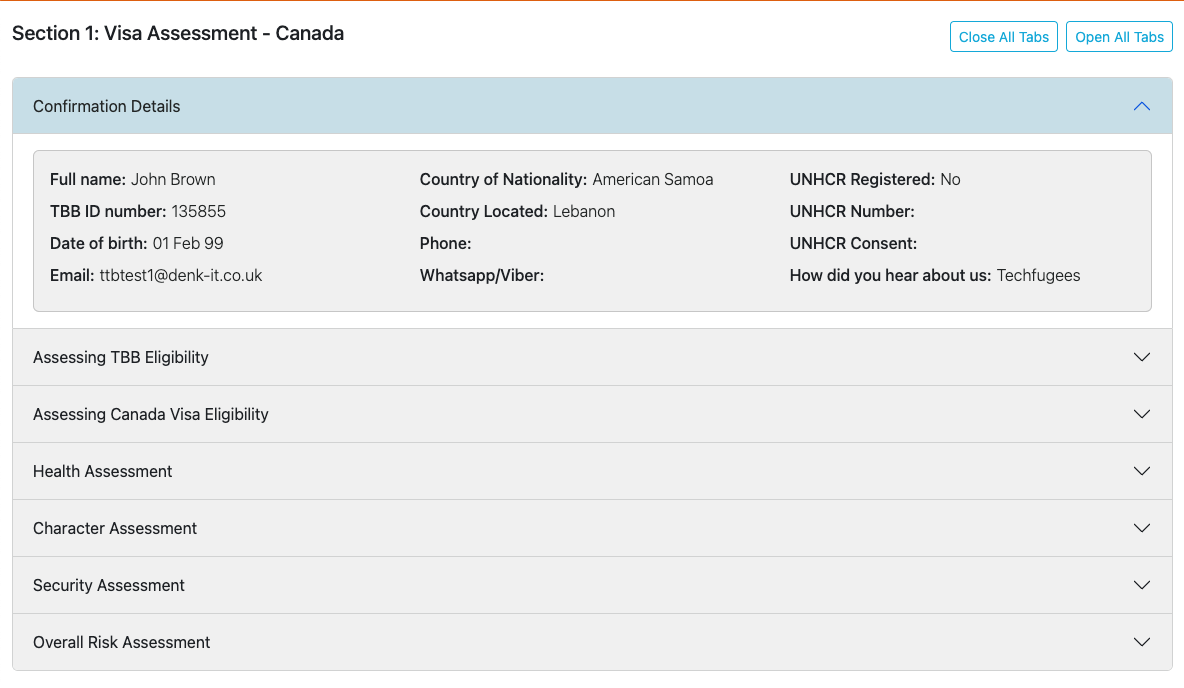 Section 1: Visa Assessment - Canada
Close All Tabs
Open All Tabs
Confirmation Details
Full name: John Brown
Country of Nationality: American Samoa
UNHCR Registered: No
TBB ID number: 135855
Country Located: Lebanon
UNHCR Number:
Date of birth: 01 Feb 99
Phone:
UNHCR Consent:
Email: ttbtest1@denk-it.co.uk
Whatsapp/Viber:
How did you hear about us: Techfugees
Assessing TBB Eligibility
Assessing Canada Visa Eligibility
Health Assessment
Character Assessment
Security Assessment
Overall Risk Assessment